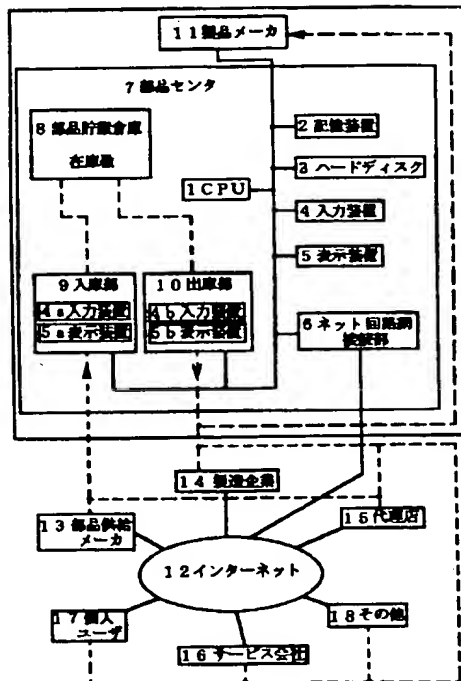 11製品メーカ
7部品センタ
8部品貯蔵倉庫
在庫量
2記憶装置
3ハードディスク
1CPU
4入力装置
5表示装置
9入庫部
4a入力装置
5a表示装置
10出庫部
4b入力装置
5b表示装置
6ネット回路網
接続部
14製造企業
13部品供給
メーカ
15代理店
12インターネット
17個人
ユーザ
18その他
16サービス会社